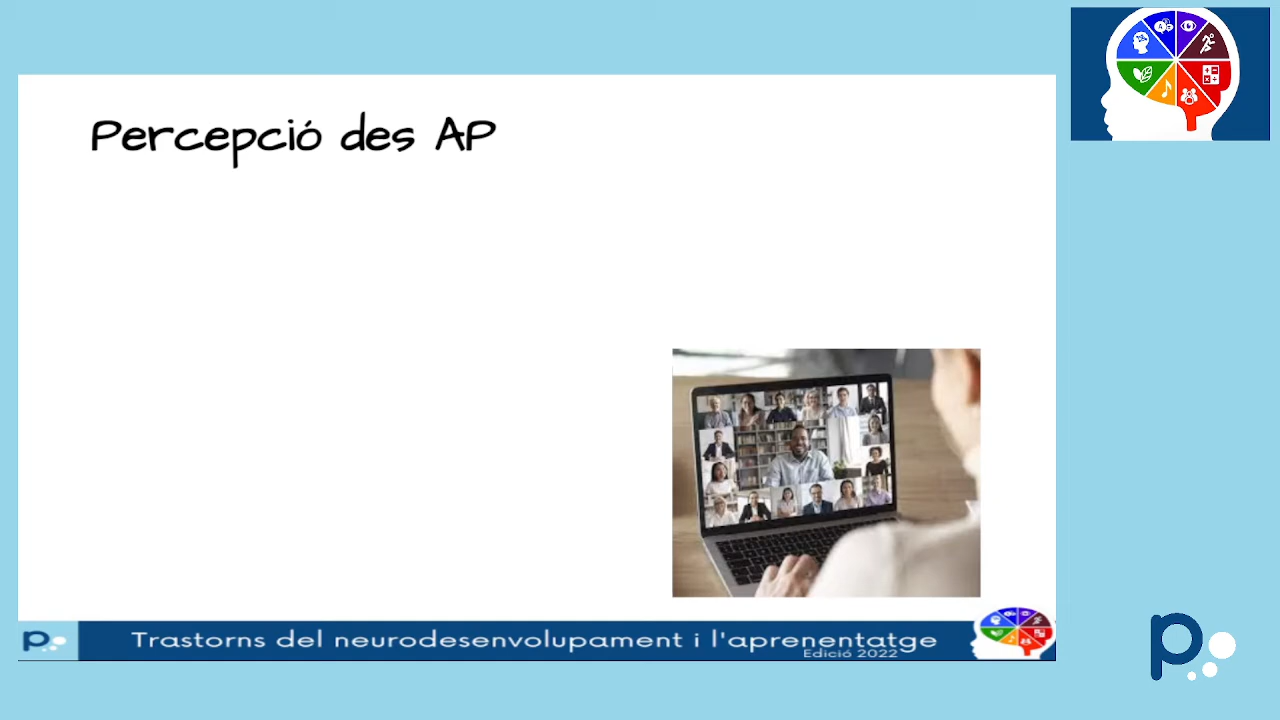 Percepció des AP
p
Trastorns del neurodesenvolupament i l'aprenentatge
Edició 2022
p